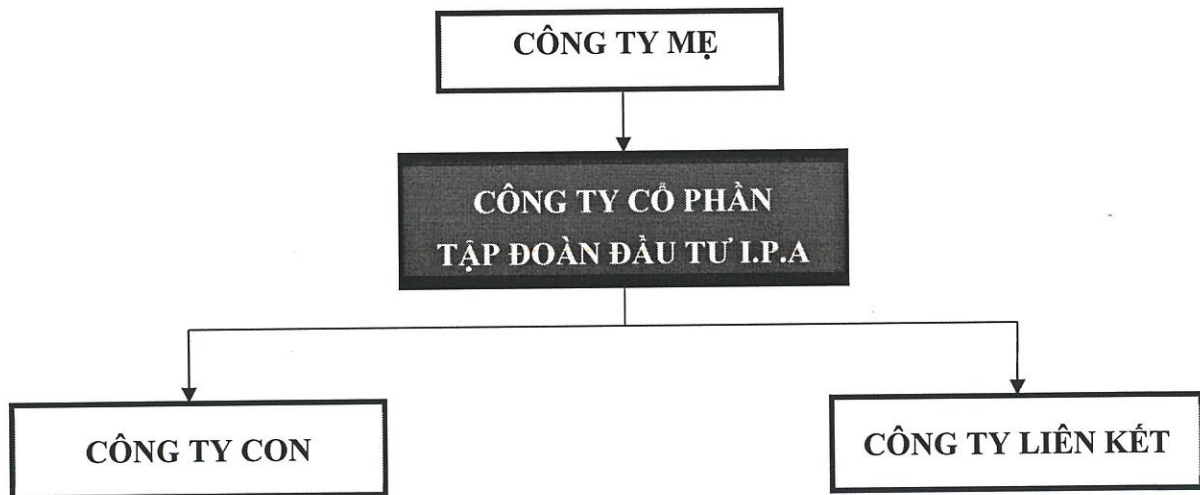 CÔNG TY MẸ
CÔNG TY CỔ PHẦN
TẬP ĐOÀN ĐẦU TƯ I.P.A
CÔNG TY CON
CÔNG TY LIÊN KẾT